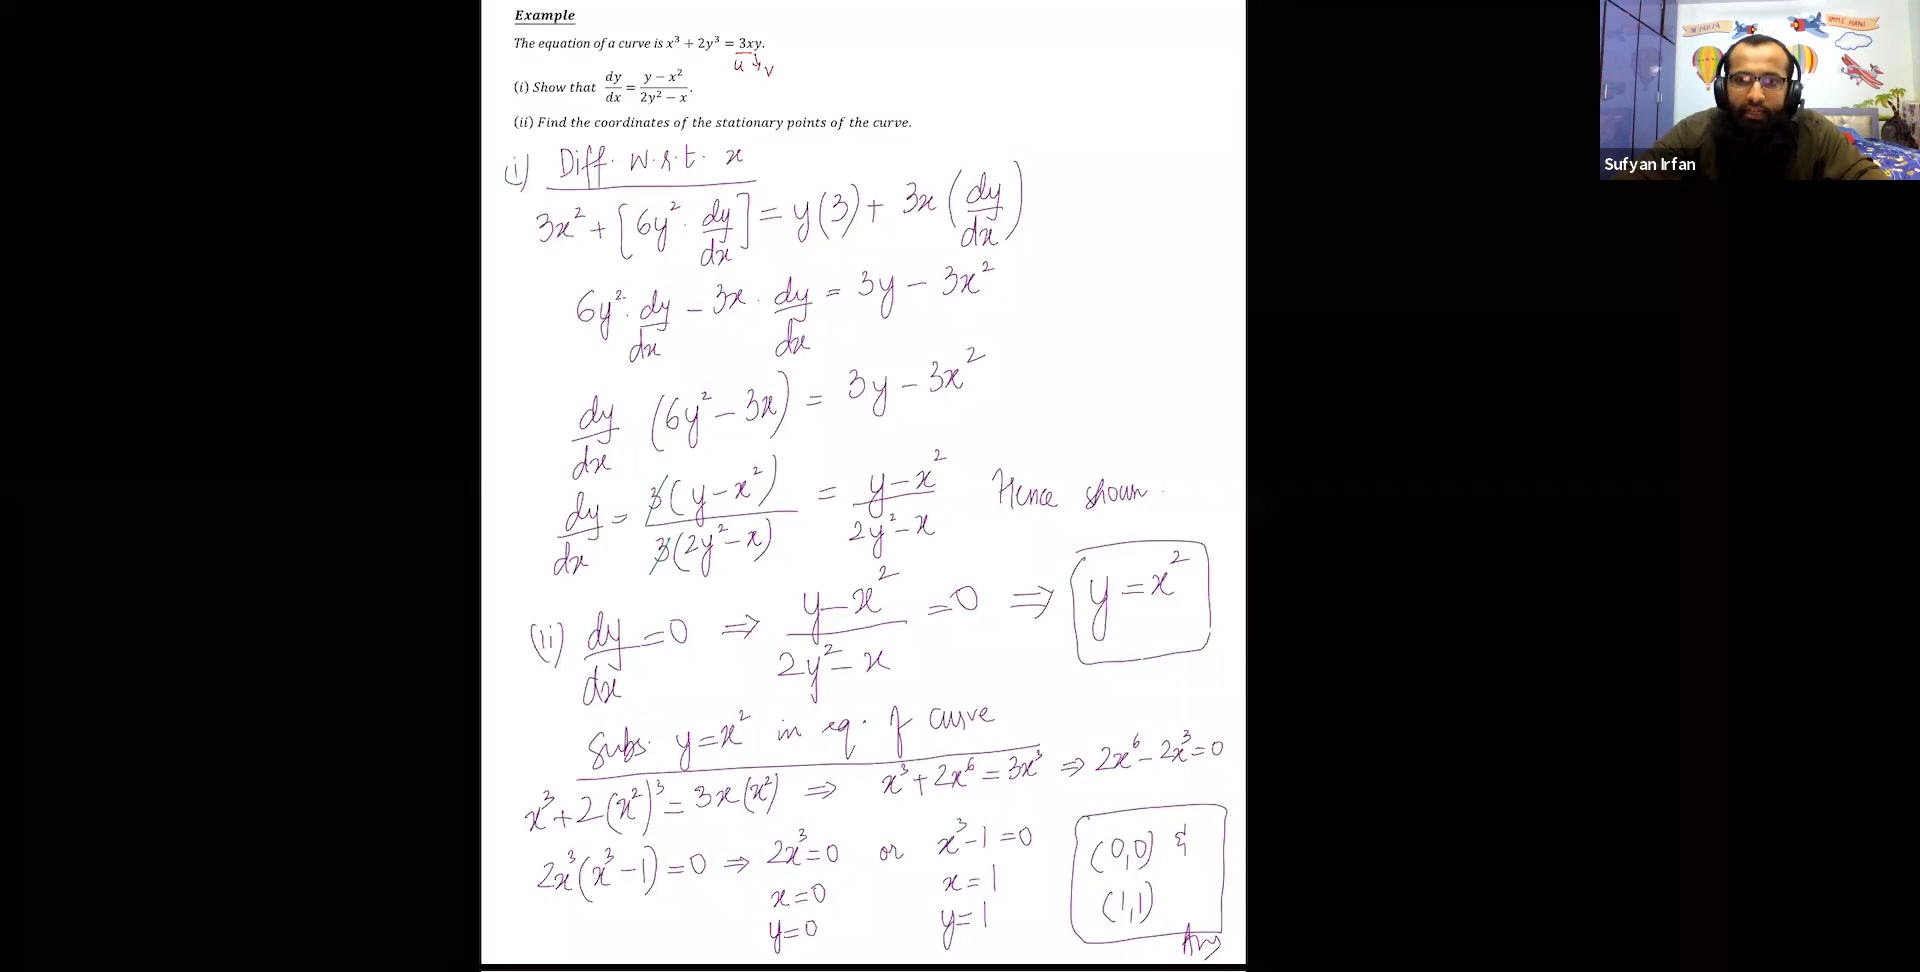 Example
The equation of a curve is x³ + 2y³ = 3xy.
u v
(i) Show that dy/dx = (y − x²)/(2y² − x).
(ii) Find the coordinates of the stationary points of the curve.
i) Diff. w.r.t. x
3x² + [6y² · dy/dx] = y(3) + 3x (dy/dx)
6y² · dy/dx − 3x · dy/dx = 3y − 3x²
dy/dx (6y² − 3x) = 3y − 3x²
dy/dx = 3(y − x²)/3(2y² − x) = (y − x²)/(2y² − x) Hence shown.
(ii) dy/dx = 0 ⇒ (y − x²)/(2y² − x) = 0 ⇒ y = x²
Subs. y = x² in eq. of curve
x³ + 2(x²)³ = 3x(x²) ⇒ x³ + 2x⁶ = 3x³ ⇒ 2x⁶ − 2x³ = 0
2x³(x³ − 1) = 0 ⇒ 2x³ = 0 or x³ − 1 = 0
x = 0 x = 1
y = 0 y = 1
(0,0) &
(1,1)
Ans
UMME HANI
Sufyan Irfan